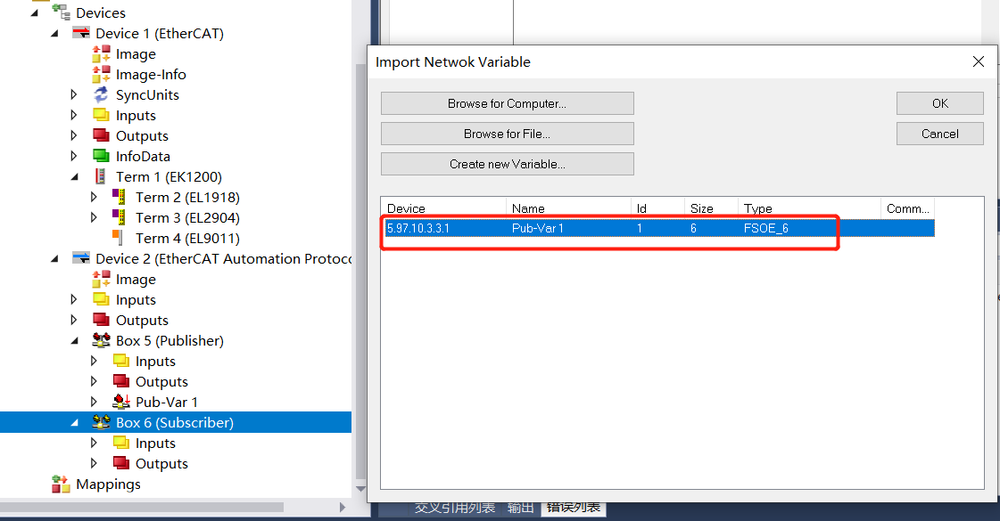 Devices
Device 1 (EtherCAT)
Image
Image-Info
SyncUnits
Inputs
Outputs
InfoData
Term 1 (EK1200)
Term 2 (EL1918)
Term 3 (EL2904)
Term 4 (EL9011)
Device 2 (EtherCAT Automation Protoc
Image
Inputs
Outputs
Box 5 (Publisher)
Inputs
Outputs
Pub-Var 1
Box 6 (Subscriber)
Inputs
Outputs
Mappings
Import Netwok Variable
Browse for Computer...
OK
Browse for File...
Cancel
Create new Variable...
Device Name Id Size Type Comm...
5.97.10.3.3.1 Pub-Var 1 1 6 FSOE_6
交叉引用列表 输出 错误列表